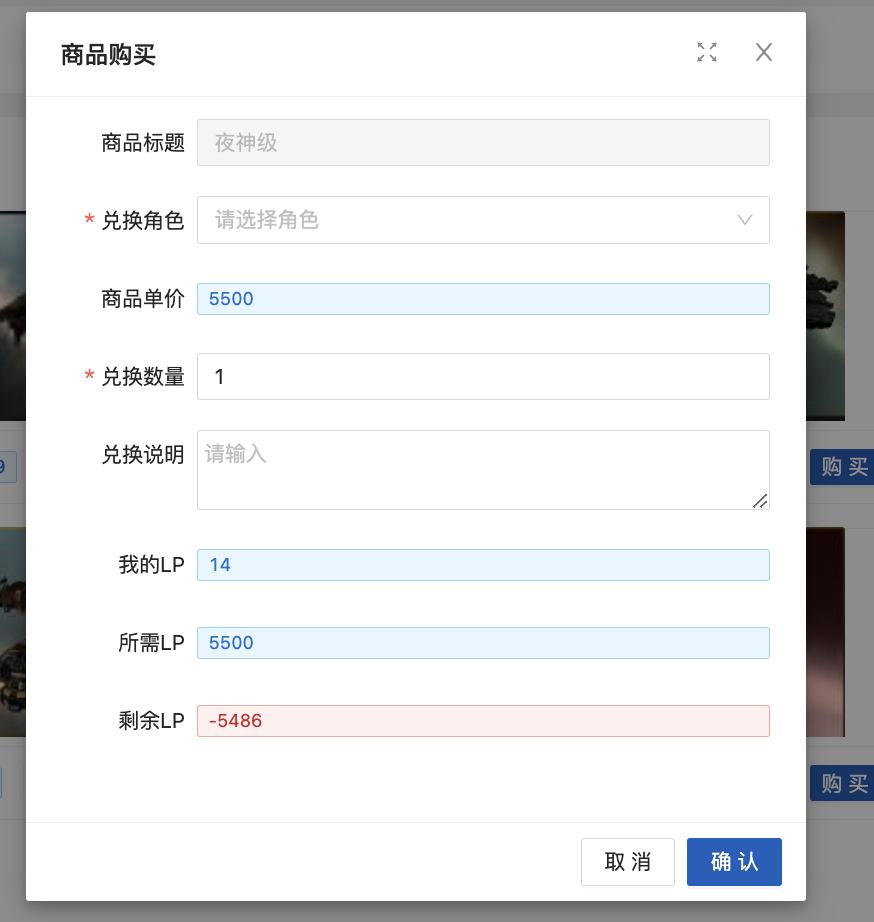 商品购买
商品标题 夜神级
* 兑换角色 请选择角色
商品单价 5500
* 兑换数量 1
兑换说明 请输入
9
购 买
我的LP 14
所需LP 5500
剩余LP -5486
购 买
取 消 确 认